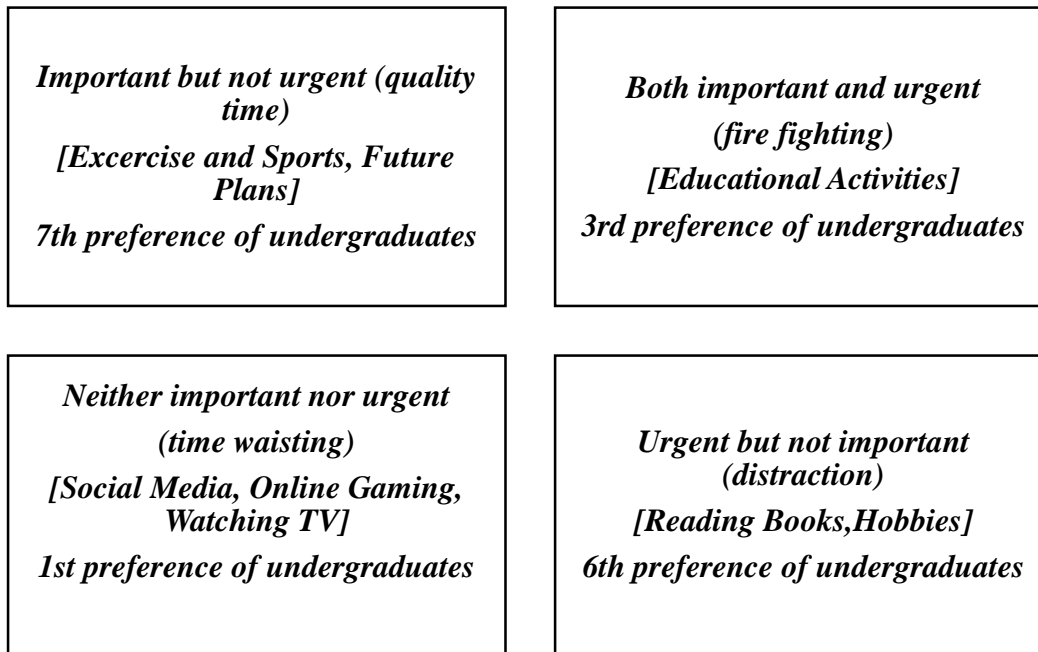 Important but not urgent (quality
time)
[Excercise and Sports, Future
Plans]
7th preference of undergraduates
Both important and urgent
(fire fighting)
[Educational Activities]
3rd preference of undergraduates
Neither important nor urgent
(time waisting)
[Social Media, Online Gaming,
Watching TV]
1st preference of undergraduates
Urgent but not important
(distraction)
[Reading Books,Hobbies]
6th preference of undergraduates